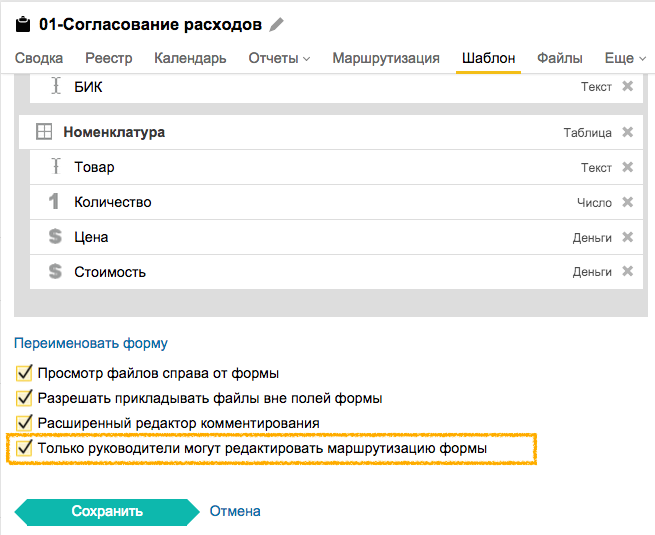 01-Согласование расходов
Сводка Реестр Календарь Отчеты Маршрутизация Шаблон Файлы Еще
БИК Текст
Номенклатура Таблица
Товар Текст
1 Количество Число
$ Цена Деньги
$ Стоимость Деньги
Переименовать форму
Просмотр файлов справа от формы
Разрешать прикладывать файлы вне полей формы
Расширенный редактор комментирования
Только руководители могут редактировать маршрутизацию формы
Сохранить Отмена